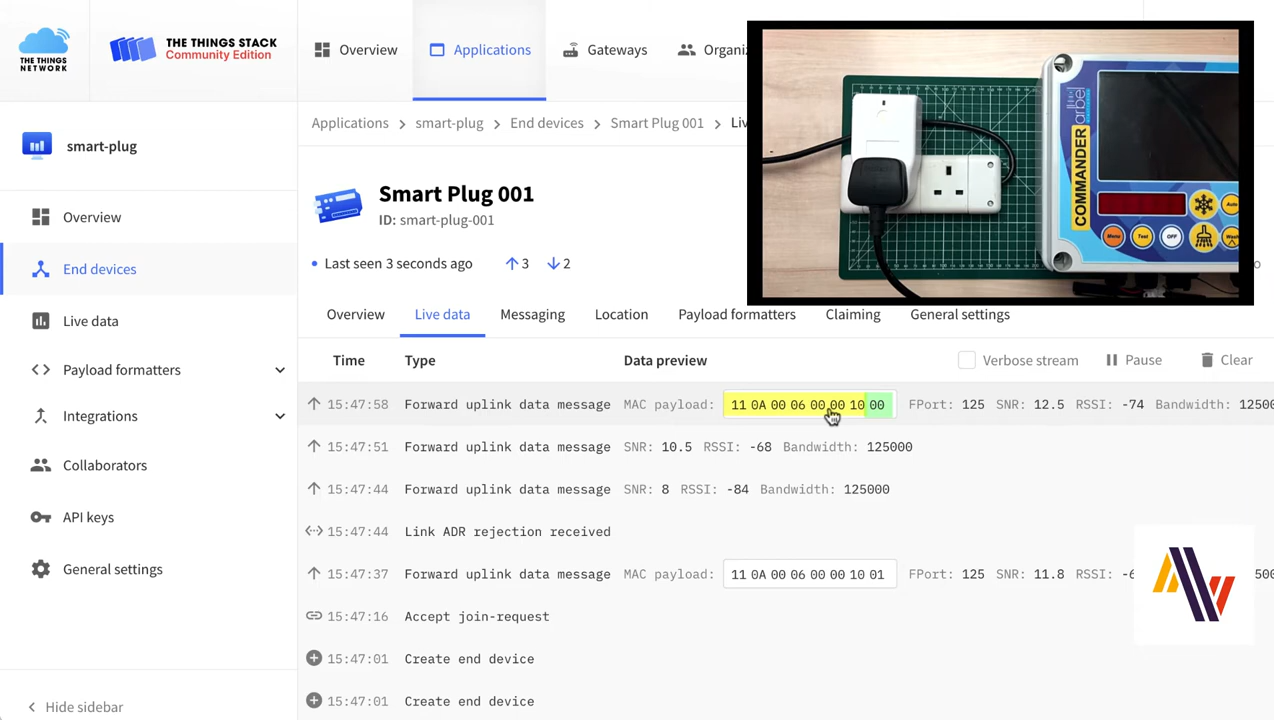 THE THINGS NETWORK
THE THINGS STACK
Community Edition
Overview
Applications
Gateways
Applications > smart-plug > End devices > Smart Plug 001 >
smart-plug
Smart Plug 001
ID: smart-plug-001
Last seen 3 seconds ago 3 2
Overview
End devices
Live data
Payload formatters
Integrations
Collaborators
API keys
General settings
Hide sidebar
Overview Live data Messaging Location Payload formatters Claiming General settings
Time Type Data preview Verbose stream Pause Clear
15:47:58 Forward uplink data message MAC payload: 11 0A 00 06 00 00 10 00 FPort: 125 SNR: 12.5 RSSI: -74 Bandwidth:
15:47:51 Forward uplink data message SNR: 10.5 RSSI: -68 Bandwidth: 125000
15:47:44 Forward uplink data message SNR: 8 RSSI: -84 Bandwidth: 125000
15:47:44 Link ADR rejection received
15:47:37 Forward uplink data message MAC payload: 11 0A 00 06 00 00 10 01 FPort: 125 SNR: 11.8 RSSI:
15:47:16 Accept join-request
15:47:01 Create end device
15:47:01 Create end device
arbel
COMMANDER
Menu
Test
OFF
Auto